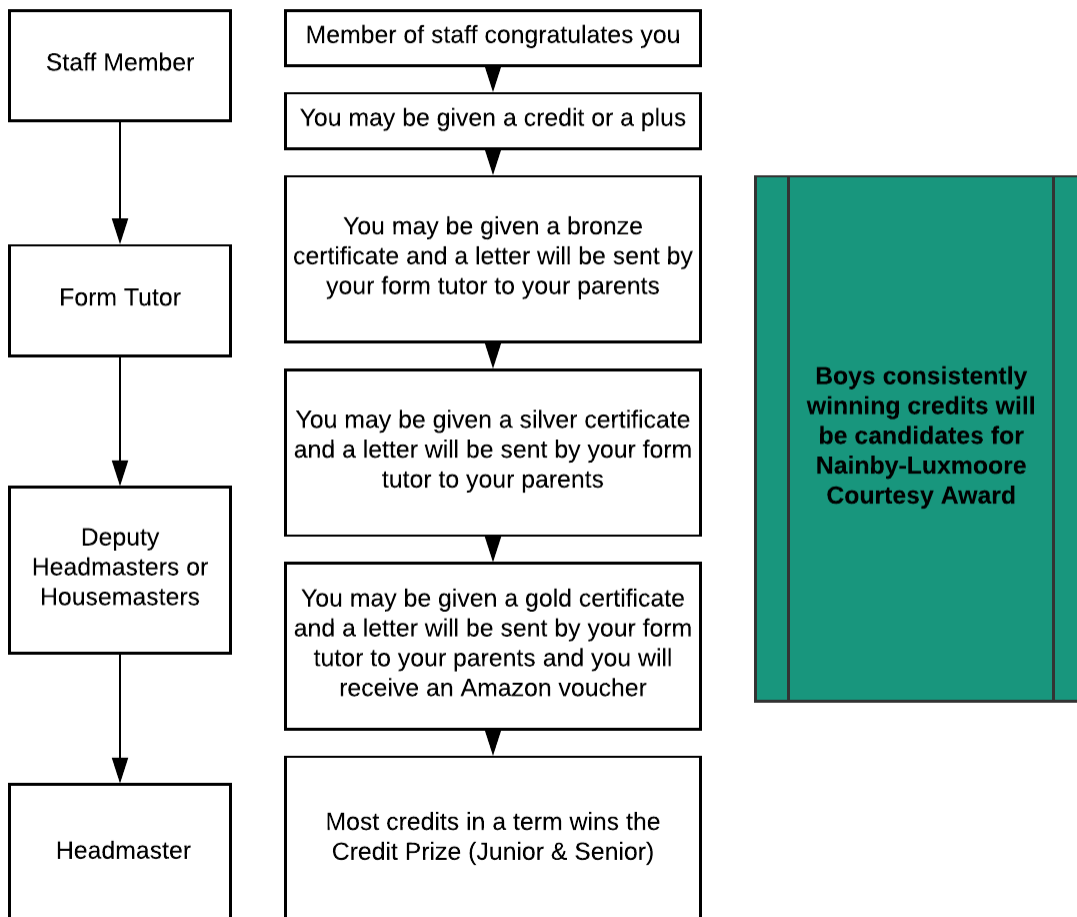 Staff Member
Form Tutor
Deputy
Headmasters or
Housemasters
Headmaster
Member of staff congratulates you
You may be given a credit or a plus
You may be given a bronze
certificate and a letter will be sent by
your form tutor to your parents
You may be given a silver certificate
and a letter will be sent by your form
tutor to your parents
You may be given a gold certificate
and a letter will be sent by your form
tutor to your parents and you will
receive an Amazon voucher
Most credits in a term wins the
Credit Prize (Junior & Senior)
Boys consistently
winning credits will
be candidates for
Nainby-Luxmoore
Courtesy Award